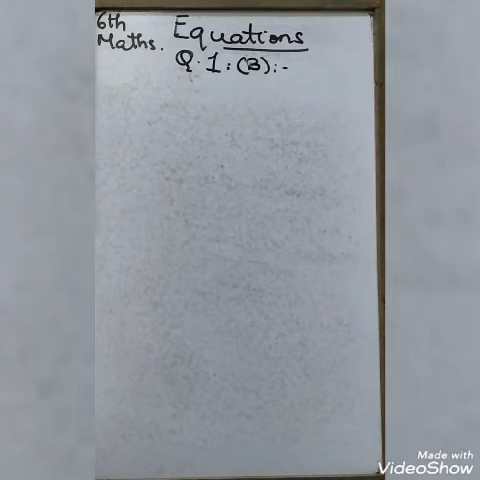 6th Equations
Maths.
Q. 1:(B):-
Made with
VideoShow